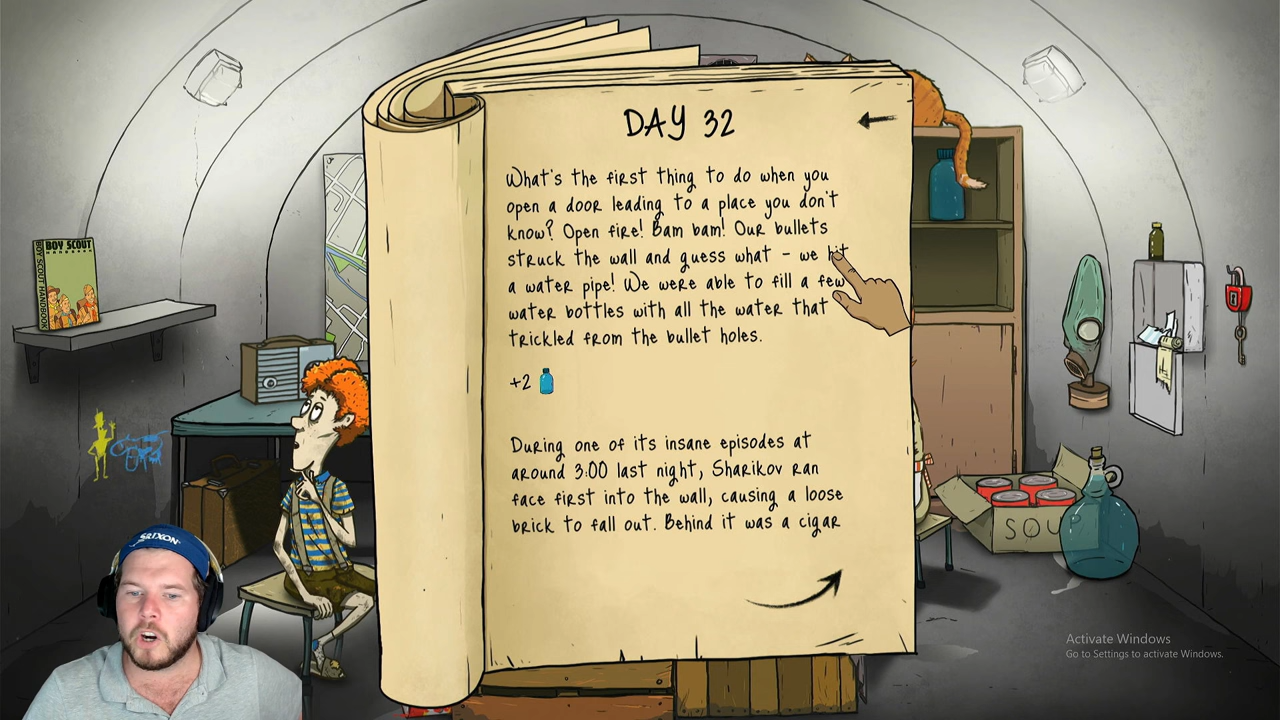 DAY 32
What's the first thing to do when you
open a door leading to a place you don't
know? Open fire! Bam bam! Our bullets
struck the wall and guess what - we hit
a water pipe! We were able to fill a few
water bottles with all the water that
trickled from the bullet holes.
+2
During one of its insane episodes at
around 3:00 last night, Sharikov ran
face first into the wall, causing a loose
brick to fall out. Behind it was a cigar
BOY SCOUT
BOY SCOUT HANDBOOK
SOUP
SRIXON
Activate Windows
Go to Settings to activate Windows.